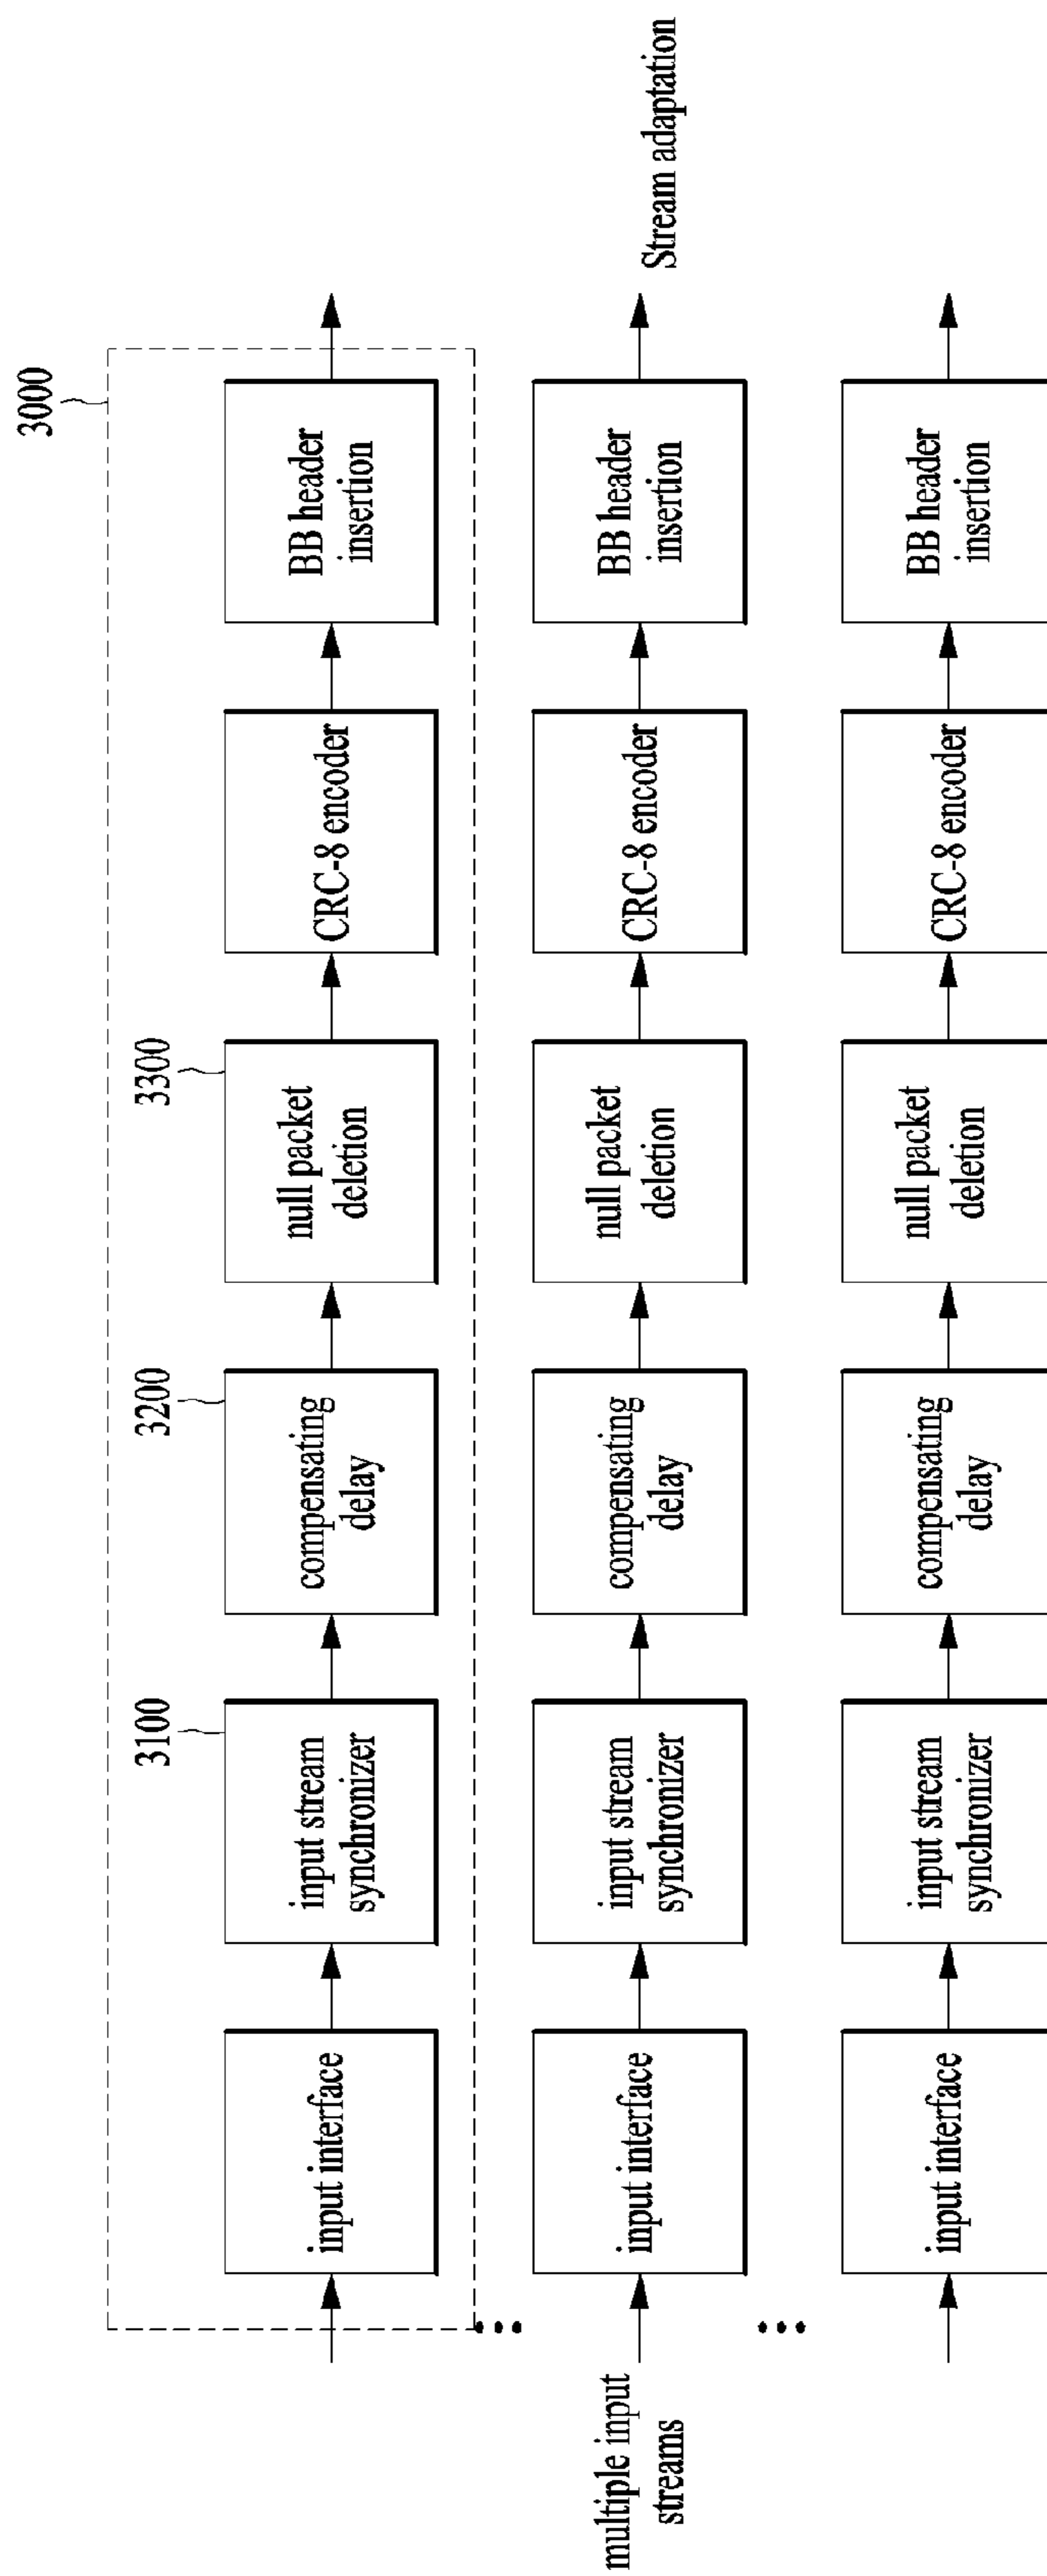 3000
3100
3200
3300
input interface
input stream
synchronizer
compensating
delay
null packet
deletion
CRC-8 encoder
BB header
insertion
multiple input
streams
input interface
input stream
synchronizer
compensating
delay
null packet
deletion
CRC-8 encoder
BB header
insertion
Stream adaptation
input interface
input stream
synchronizer
compensating
delay
null packet
deletion
CRC-8 encoder
BB header
insertion